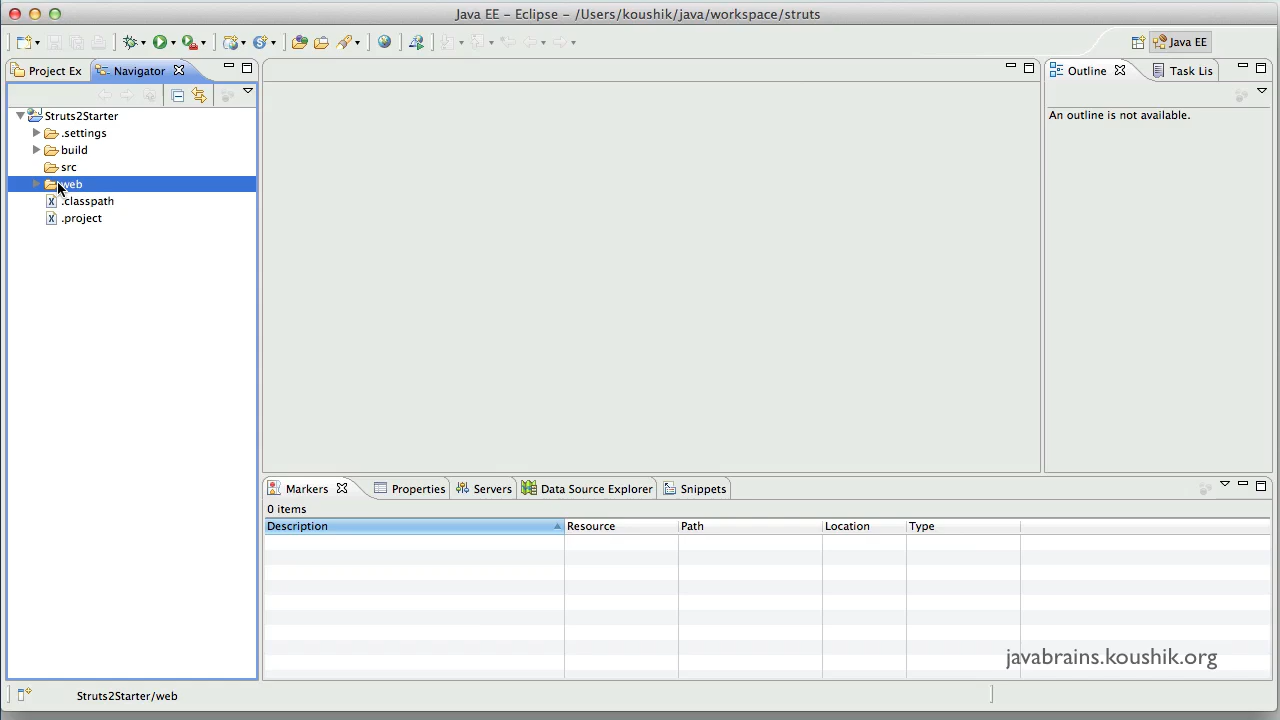 Java EE - Eclipse - /Users/koushik/java/workspace/struts
Java EE
Project Ex
Navigator
Struts2Starter
.settings
build
src
web
.classpath
.project
Outline
Task Lis
An outline is not available.
Markers
Properties
Servers
Data Source Explorer
Snippets
0 items
Description
Resource
Path
Location
Type
javabrains.koushik.org
Struts2Starter/web